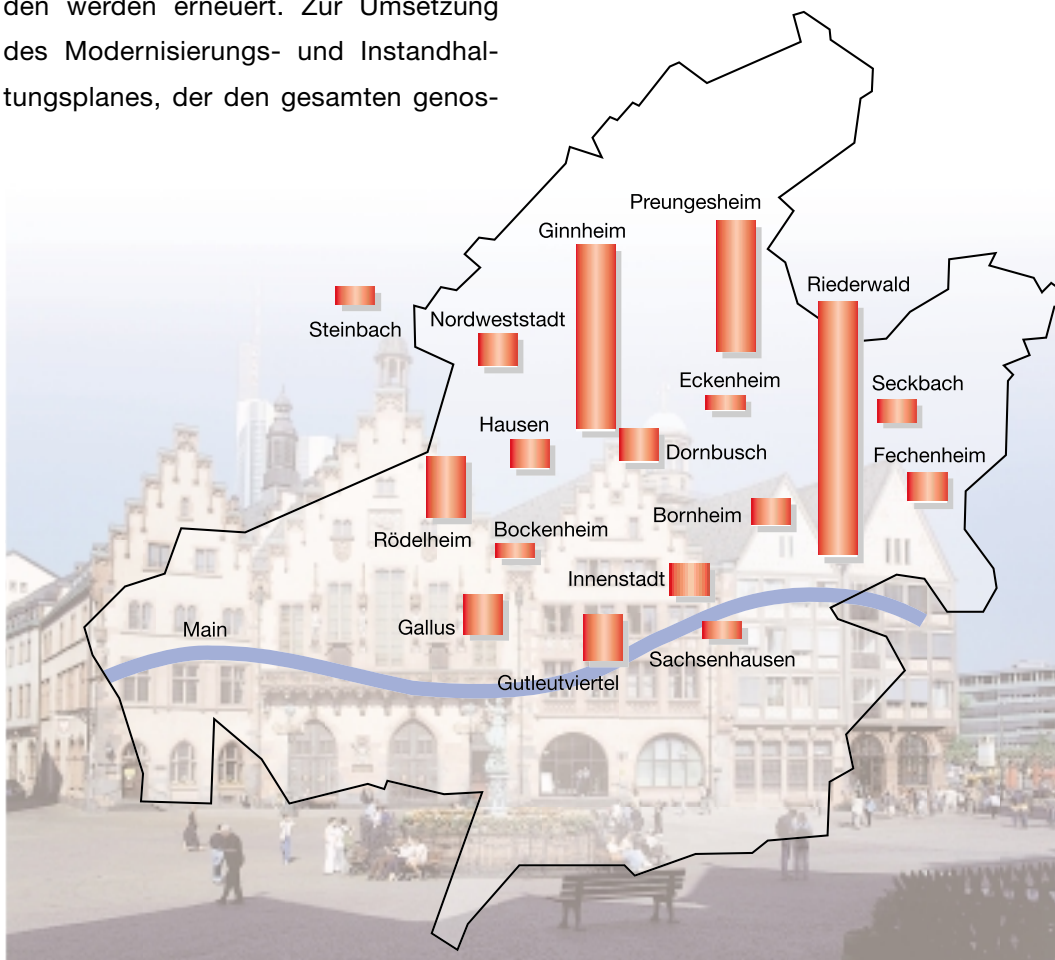 den werden erneuert. Zur Umsetzung
des Modernisierungs- und Instandhal-
tungsplanes, der den gesamten genos-
Preungesheim
Ginnheim
Riederwald
Steinbach
Nordweststadt
Eckenheim
Seckbach
Hausen
Dornbusch
Fechenheim
Bornheim
Rödelheim
Bockenheim
Innenstadt
Gallus
Main
Sachsenhausen
Gutleutviertel